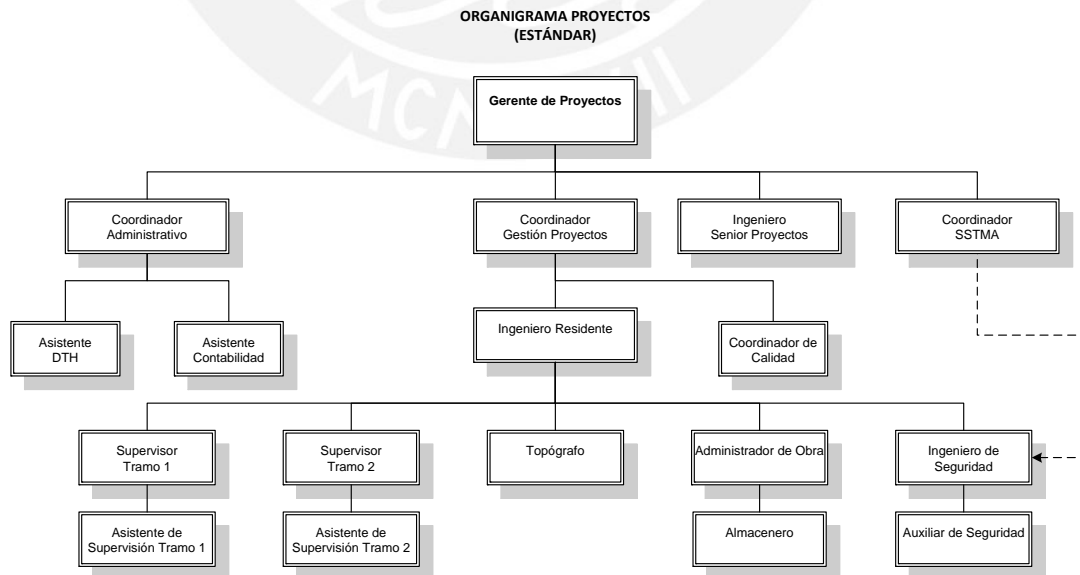 ORGANIGRAMA PROYECTOS
(ESTÁNDAR)
Gerente de Proyectos
Coordinador
Administrativo
Coordinador
Gestión Proyectos
Ingeniero
Senior Proyectos
Coordinador
SSTMA
Asistente
DTH
Asistente
Contabilidad
Ingeniero Residente
Coordinador de
Calidad
Supervisor
Tramo 1
Supervisor
Tramo 2
Topógrafo
Administrador de Obra
Ingeniero de
Seguridad
Asistente de
Supervisión Tramo 1
Asistente de
Supervisión Tramo 2
Almacenero
Auxiliar de Seguridad